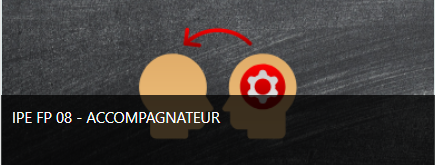 IPE FP 08 - ACCOMPAGNATEUR